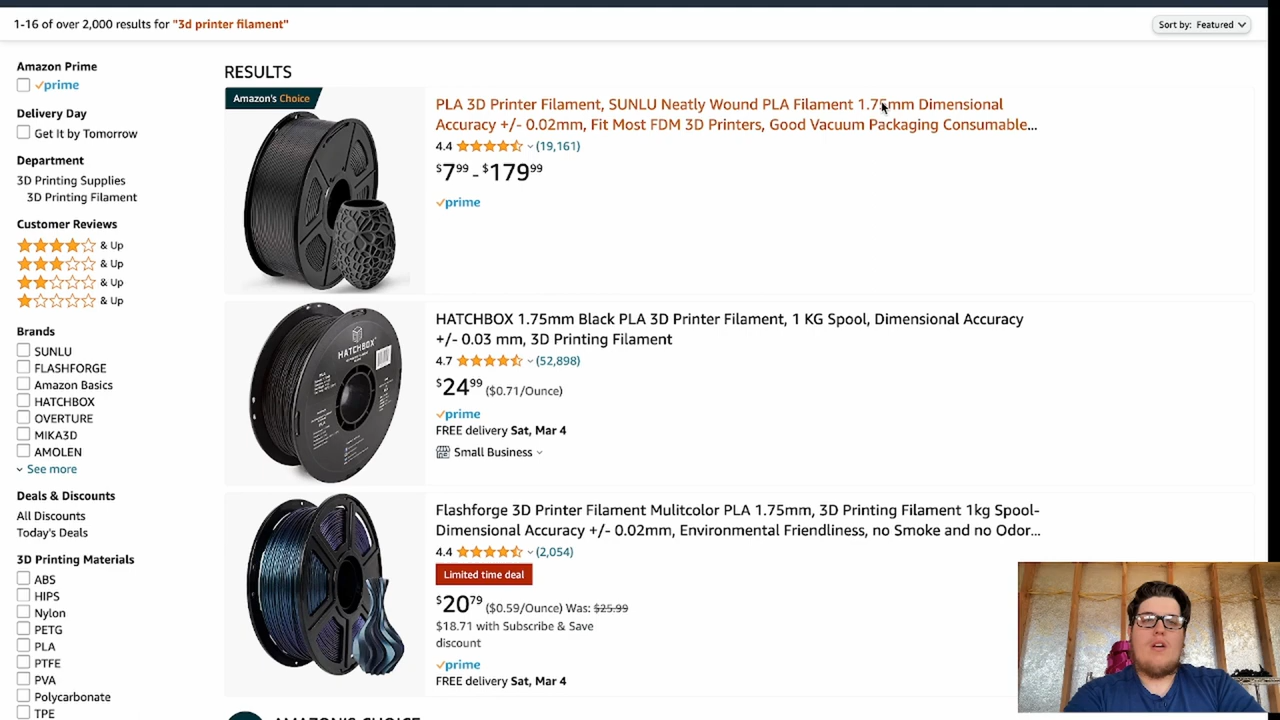 1-16 of over 2,000 results for "3d printer filament"
Sort by: Featured
Amazon Prime
prime
Delivery Day
Get It by Tomorrow
Department
3D Printing Supplies
3D Printing Filament
Customer Reviews
& Up
& Up
& Up
& Up
Brands
SUNLU
FLASHFORGE
Amazon Basics
HATCHBOX
OVERTURE
MIKA3D
AMOLEN
See more
Deals & Discounts
All Discounts
Today's Deals
3D Printing Materials
ABS
HIPS
Nylon
PETG
PLA
PTFE
PVA
Polycarbonate
TPE
RESULTS
Amazon's Choice
PLA 3D Printer Filament, SUNLU Neatly Wound PLA Filament 1.75mm Dimensional
Accuracy +/- 0.02mm, Fit Most FDM 3D Printers, Good Vacuum Packaging Consumable...
4.4 (19,161)
$7.99 - $179.99
prime
HATCHBOX
HATCHBOX 1.75mm Black PLA 3D Printer Filament, 1 KG Spool, Dimensional Accuracy
+/- 0.03 mm, 3D Printing Filament
4.7 (52,898)
$24.99 ($0.71/Ounce)
prime
FREE delivery Sat, Mar 4
Small Business
Flashforge 3D Printer Filament Mulitcolor PLA 1.75mm, 3D Printing Filament 1kg Spool-
Dimensional Accuracy +/- 0.02mm, Environmental Friendliness, no Smoke and no Odor...
4.4 (2,054)
Limited time deal
$20.79 ($0.59/Ounce) Was: $25.99
$18.71 with Subscribe & Save
discount
prime
FREE delivery Sat, Mar 4
AMAZON'S CHOICE